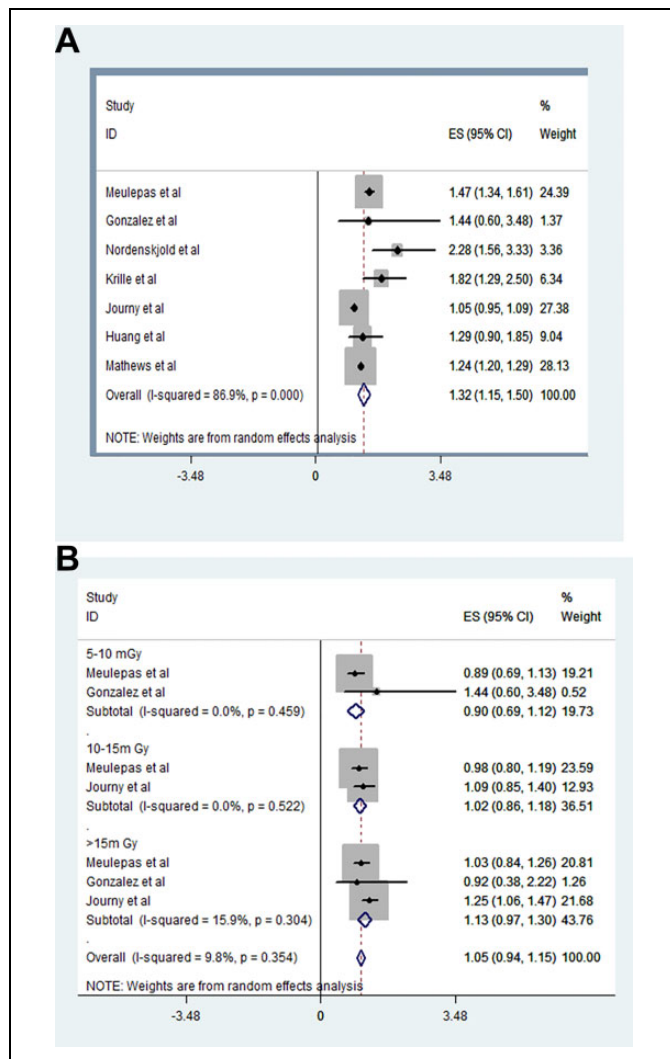 A
Study %
ID ES (95% CI) Weight
Meulepas et al 1.47 (1.34, 1.61) 24.39
Gonzalez et al 1.44 (0.60, 3.48) 1.37
Nordenskjold et al 2.28 (1.56, 3.33) 3.36
Krille et al 1.82 (1.29, 2.50) 6.34
Journy et al 1.05 (0.95, 1.09) 27.38
Huang et al 1.29 (0.90, 1.85) 9.04
Mathews et al 1.24 (1.20, 1.29) 28.13
Overall (I-squared = 86.9%, p = 0.000) 1.32 (1.15, 1.50) 100.00
NOTE: Weights are from random effects analysis
-3.48 0 3.48
B
Study %
ID ES (95% CI) Weight
5-10 mGy
Meulepas et al 0.89 (0.69, 1.13) 19.21
Gonzalez et al 1.44 (0.60, 3.48) 0.52
Subtotal (I-squared = 0.0%, p = 0.459) 0.90 (0.69, 1.12) 19.73
.
10-15m Gy
Meulepas et al 0.98 (0.80, 1.19) 23.59
Journy et al 1.09 (0.85, 1.40) 12.93
Subtotal (I-squared = 0.0%, p = 0.522) 1.02 (0.86, 1.18) 36.51
.
>15m Gy
Meulepas et al 1.03 (0.84, 1.26) 20.81
Gonzalez et al 0.92 (0.38, 2.22) 1.26
Journy et al 1.25 (1.06, 1.47) 21.68
Subtotal (I-squared = 15.9%, p = 0.304) 1.13 (0.97, 1.30) 43.76
.
Overall (I-squared = 9.8%, p = 0.354) 1.05 (0.94, 1.15) 100.00
NOTE: Weights are from random effects analysis
-3.48 0 3.48